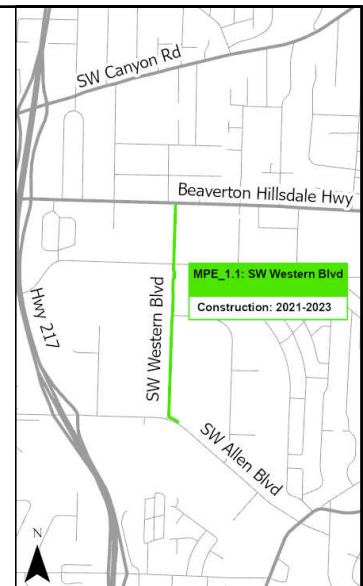 SW Canyon Rd
Beaverton Hillsdale Hwy
MPE_1.1: SW Western Blvd
Construction: 2021-2023
Hwy 217
SW Western Blvd
SW Allen Blvd
N